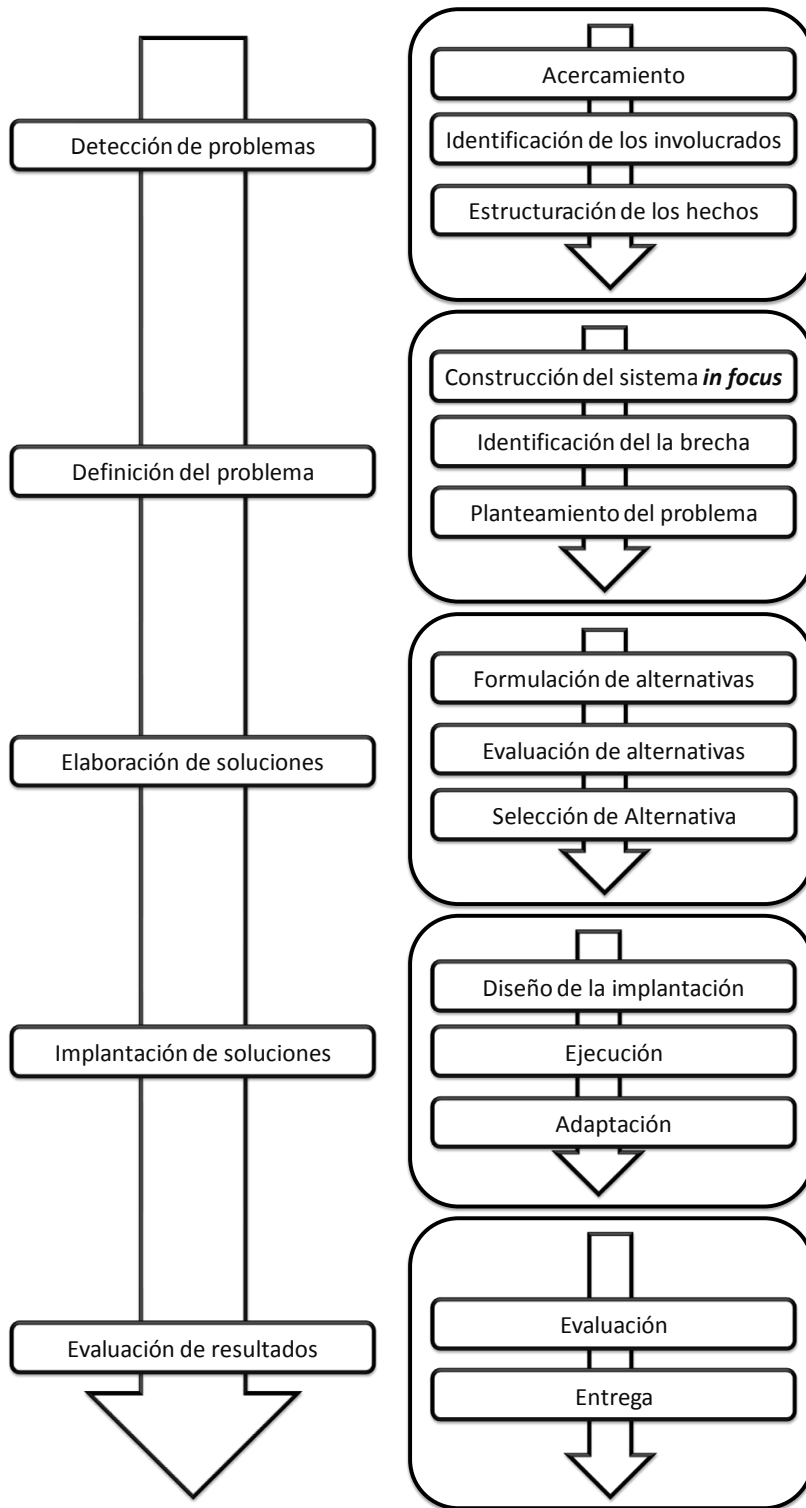 Detección de problemas
Acercamiento
Identificación de los involucrados
Estructuración de los hechos
Definición del problema
Construcción del sistema in focus
Identificación del la brecha
Planteamiento del problema
Elaboración de soluciones
Formulación de alternativas
Evaluación de alternativas
Selección de Alternativa
Implantación de soluciones
Diseño de la implantación
Ejecución
Adaptación
Evaluación de resultados
Evaluación
Entrega